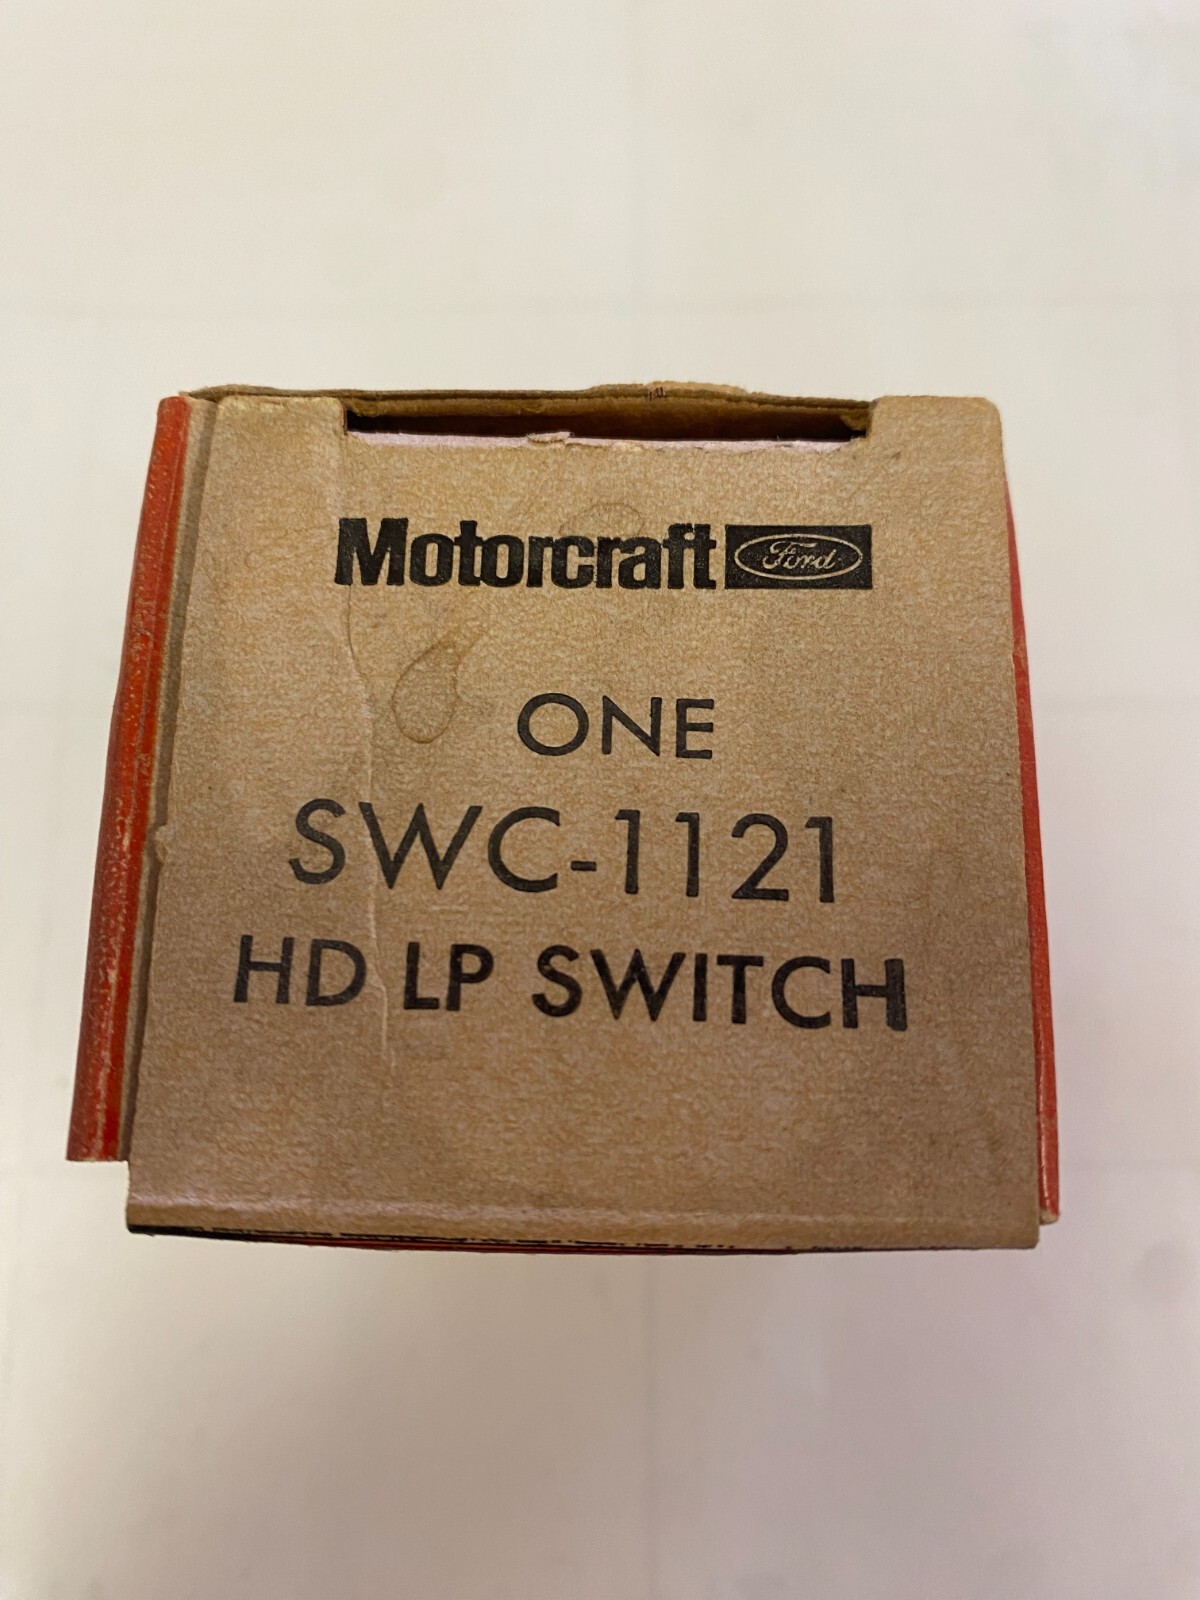 Motorcraft Ford
ONE
SWC-1121
HD LP SWITCH